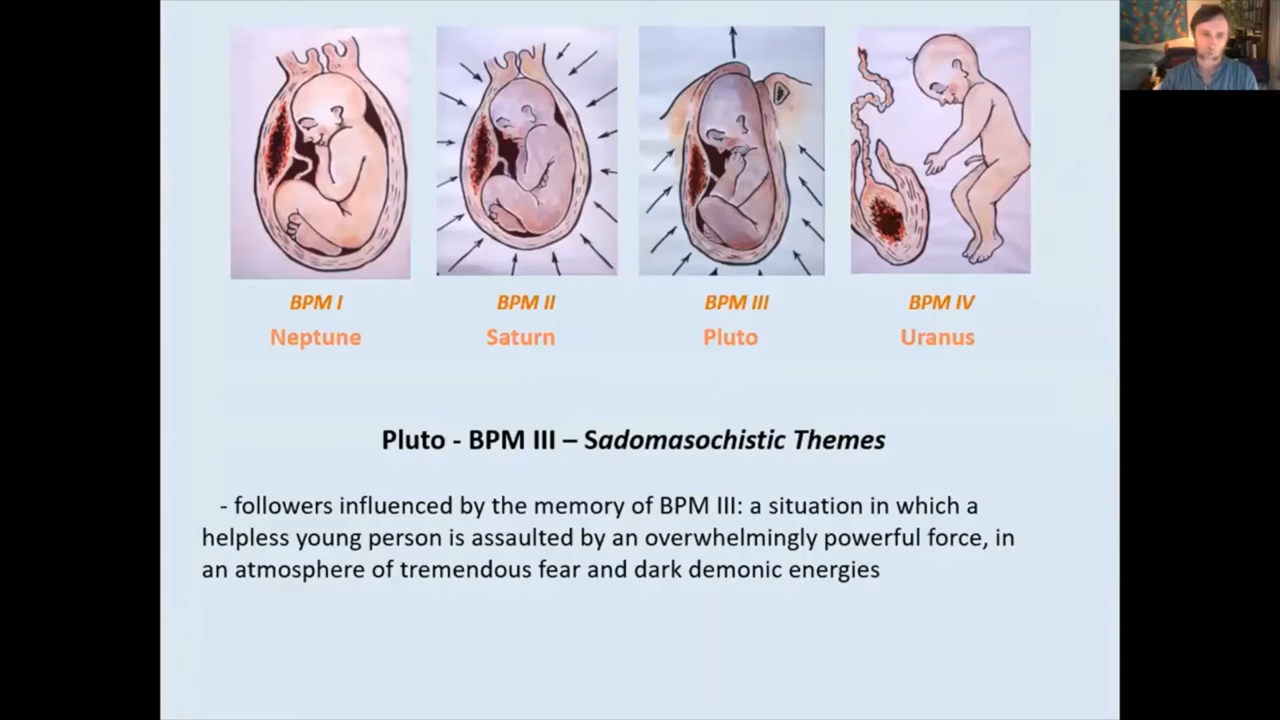 BPM I BPM II BPM III BPM IV
Neptune Saturn Pluto Uranus
Pluto - BPM III – Sadomasochistic Themes
- followers influenced by the memory of BPM III: a situation in which a
helpless young person is assaulted by an overwhelmingly powerful force, in
an atmosphere of tremendous fear and dark demonic energies